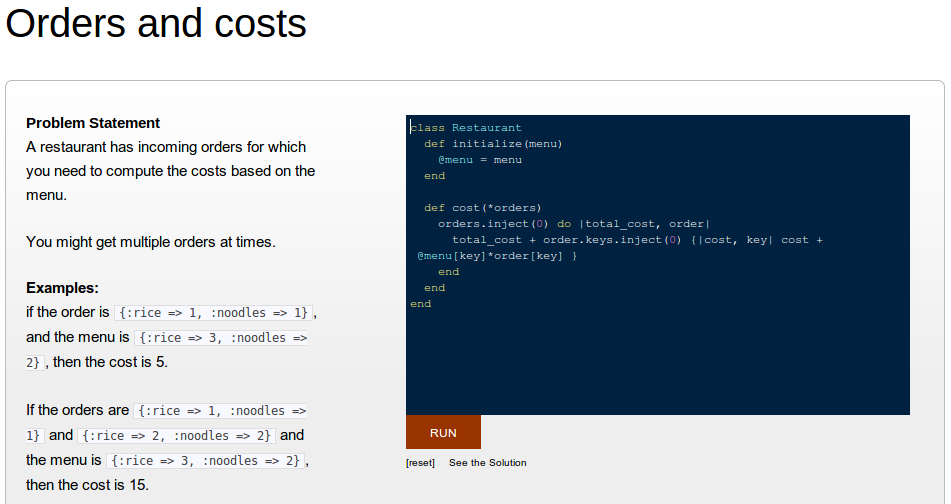 Orders and costs
Problem Statement
A restaurant has incoming orders for which
you need to compute the costs based on the
menu.
You might get multiple orders at times.
Examples:
if the order is {:rice => 1, :noodles => 1},
and the menu is {:rice => 3, :noodles =>
2}, then the cost is 5.
If the orders are {:rice => 1, :noodles =>
1} and {:rice => 2, :noodles => 2} and
the menu is {:rice => 3, :noodles => 2},
then the cost is 15.
class Restaurant
  def initialize(menu)
    @menu = menu
  end
  def cost(*orders)
    orders.inject(0) do |total_cost, order|
      total_cost + order.keys.inject(0) {|cost, key| cost +
 @menu[key]*order[key] }
    end
  end
end
RUN
[reset] See the Solution